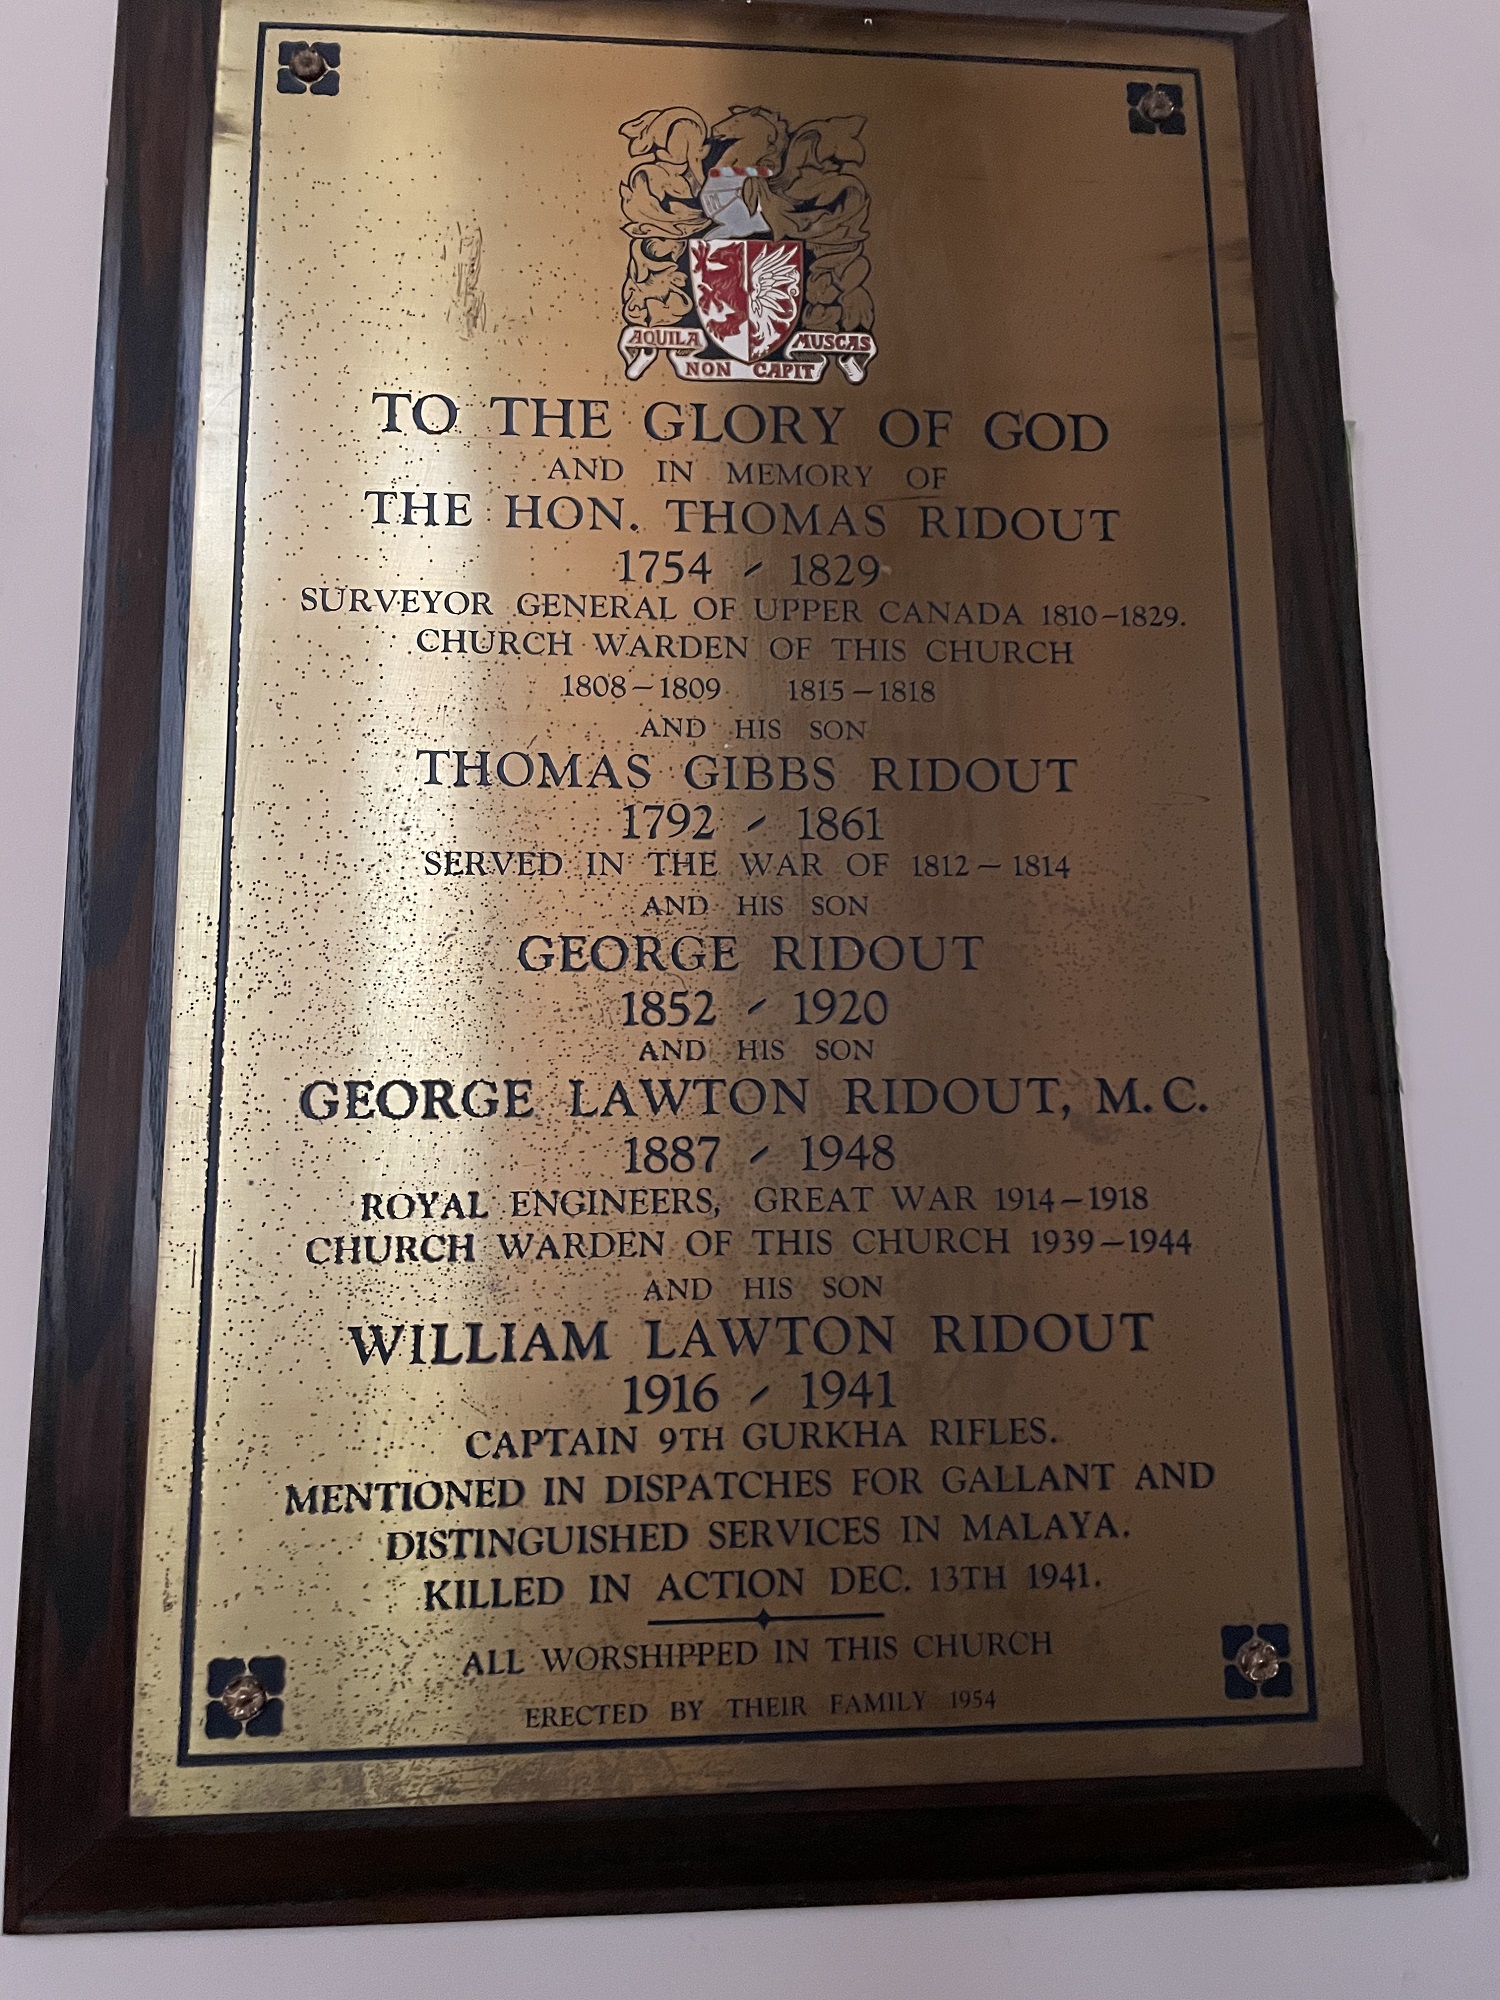 AQUILA MUSCAS
NON CAPIT
TO THE GLORY OF GOD
AND IN MEMORY OF
THE HON. THOMAS RIDOUT
1754 - 1829
SURVEYOR GENERAL OF UPPER CANADA 1810-1829.
CHURCH WARDEN OF THIS CHURCH
1808-1809 1815-1818
AND HIS SON
THOMAS GIBBS RIDOUT
1792 - 1861
SERVED IN THE WAR OF 1812-1814
AND HIS SON
GEORGE RIDOUT
1852 - 1920
AND HIS SON
GEORGE LAWTON RIDOUT, M.C.
1887 - 1948
ROYAL ENGINEERS, GREAT WAR 1914-1918
CHURCH WARDEN OF THIS CHURCH 1939-1944
AND HIS SON
WILLIAM LAWTON RIDOUT
1916 - 1941
CAPTAIN 9TH GURKHA RIFLES.
MENTIONED IN DISPATCHES FOR GALLANT AND
DISTINGUISHED SERVICES IN MALAYA.
KILLED IN ACTION DEC. 13TH 1941.
ALL WORSHIPPED IN THIS CHURCH
ERECTED BY THEIR FAMILY 1954